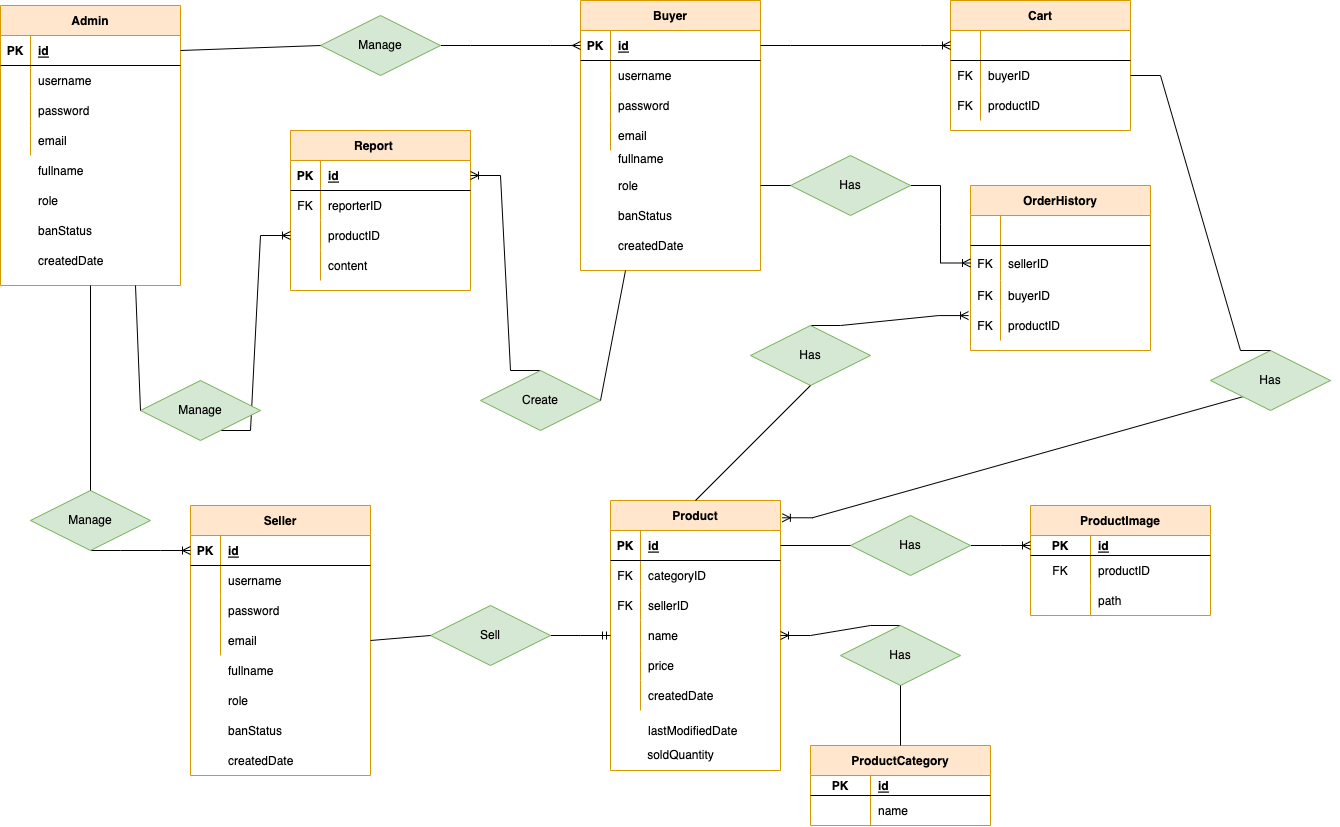 Admin
PK id
username
password
email
fullname
role
banStatus
createdDate
Manage
Buyer
PK id
username
password
email
fullname
role
banStatus
createdDate
Cart
FK buyerID
FK productID
Report
PK id
FK reporterID
productID
content
Has
OrderHistory
FK sellerID
FK buyerID
FK productID
Has
Has
Manage
Create
Manage
Seller
PK id
username
password
email
fullname
role
banStatus
createdDate
Sell
Product
PK id
FK categoryID
FK sellerID
name
price
createdDate
lastModifiedDate
soldQuantity
Has
ProductImage
PK id
FK productID
path
Has
ProductCategory
PK id
name